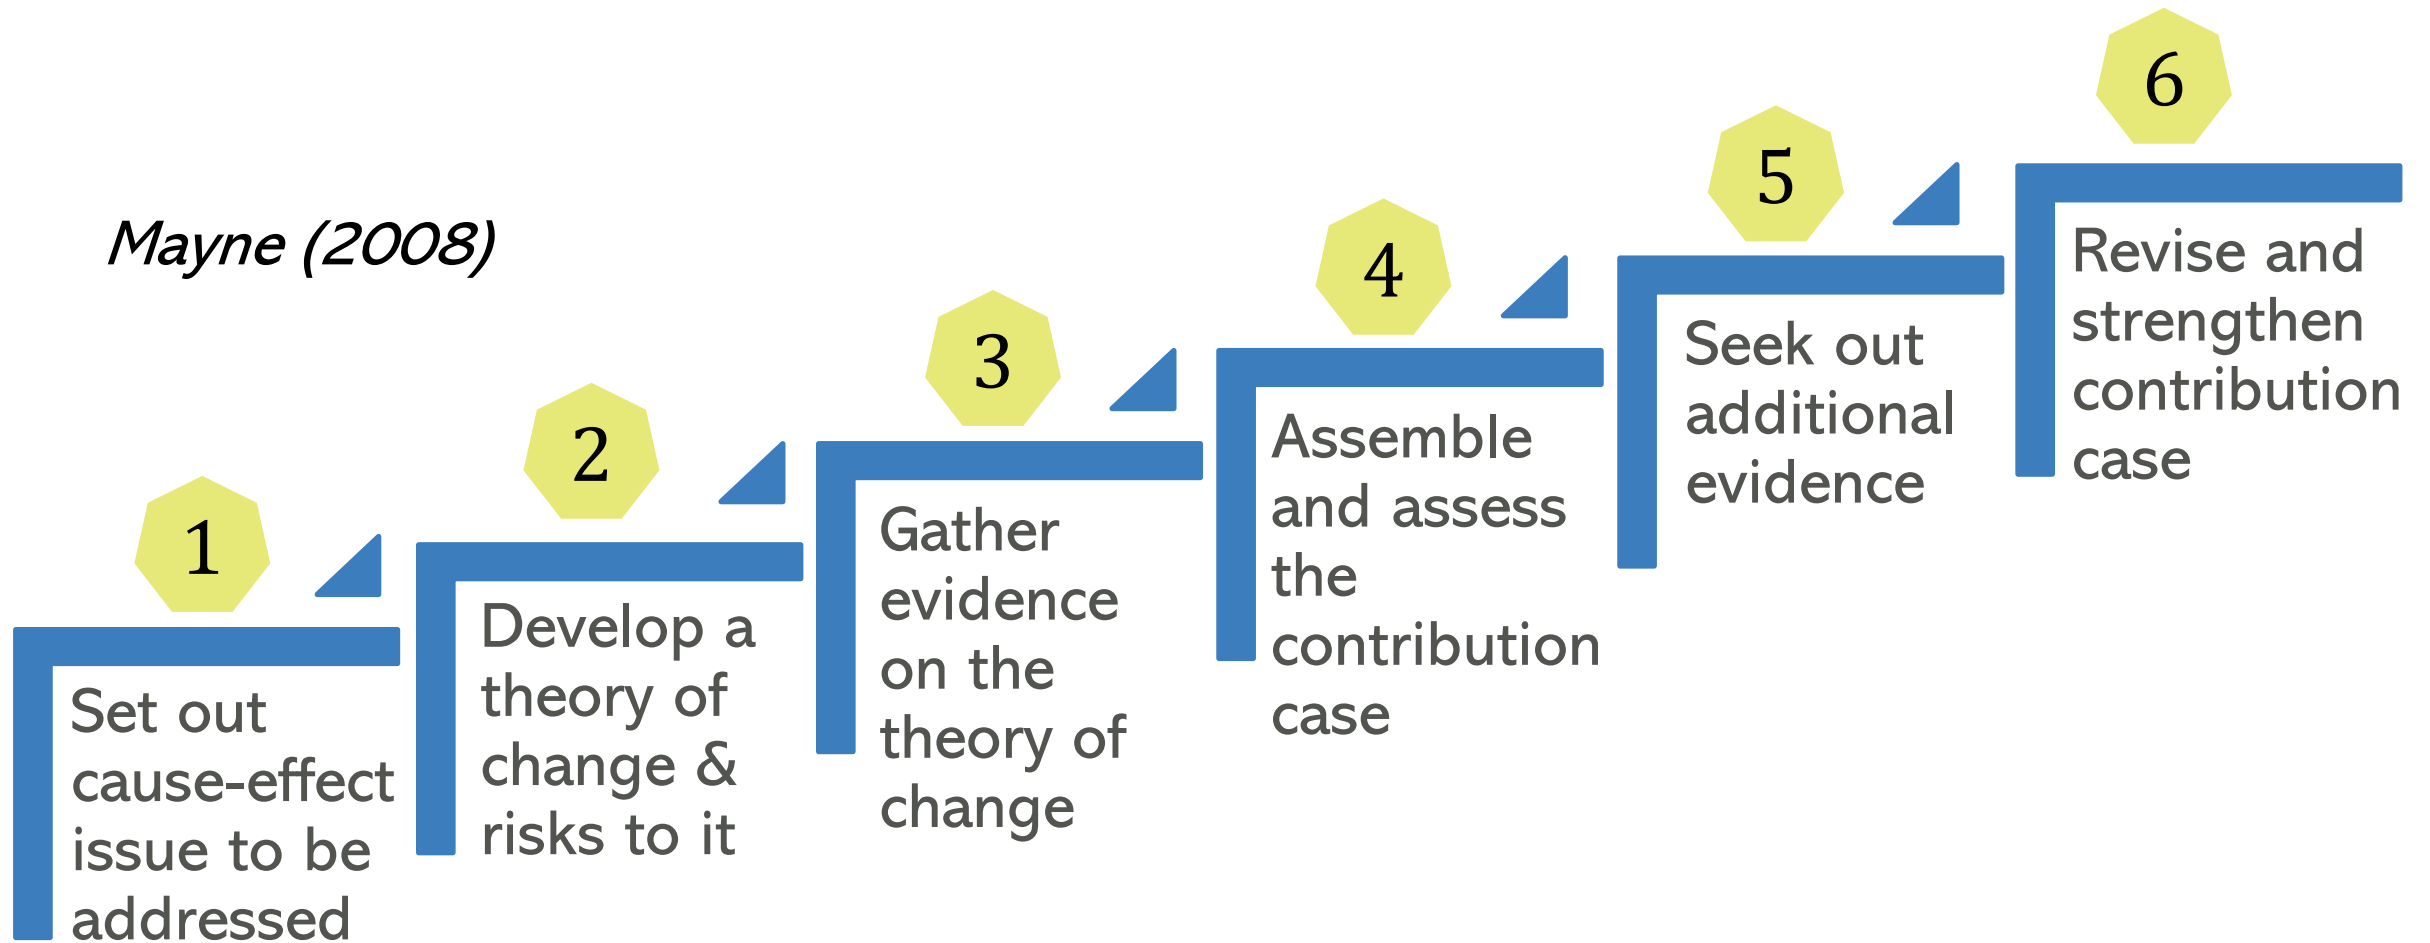 Mayne (2008)
1
Set out
cause-effect
issue to be
addressed
2
Develop a
theory of
change &
risks to it
3
Gather
evidence
on the
theory of
change
4
Assemble
and assess
the
contribution
case
5
Seek out
additional
evidence
6
Revise and
strengthen
contribution
case